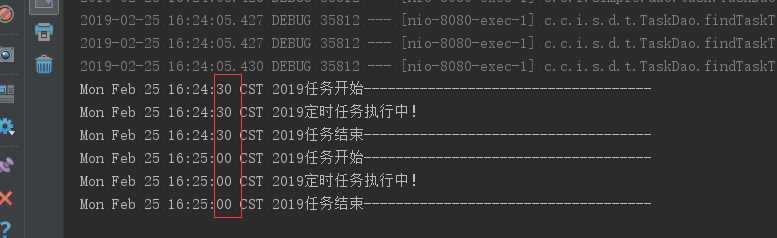 2019-02-25 16:24:05.427 DEBUG 35812 --- [nio-8080-exec-1] c.c.i.s.d.t.TaskDao.findTaskT
2019-02-25 16:24:05.427 DEBUG 35812 --- [nio-8080-exec-1] c.c.i.s.d.t.TaskDao.findTaskT
2019-02-25 16:24:05.430 DEBUG 35812 --- [nio-8080-exec-1] c.c.i.s.d.t.TaskDao.findTaskT
Mon Feb 25 16:24:30 CST 2019任务开始------------------------------------
Mon Feb 25 16:24:30 CST 2019定时任务执行中!
Mon Feb 25 16:24:30 CST 2019任务结束------------------------------------
Mon Feb 25 16:25:00 CST 2019任务开始------------------------------------
Mon Feb 25 16:25:00 CST 2019定时任务执行中!
Mon Feb 25 16:25:00 CST 2019任务结束------------------------------------